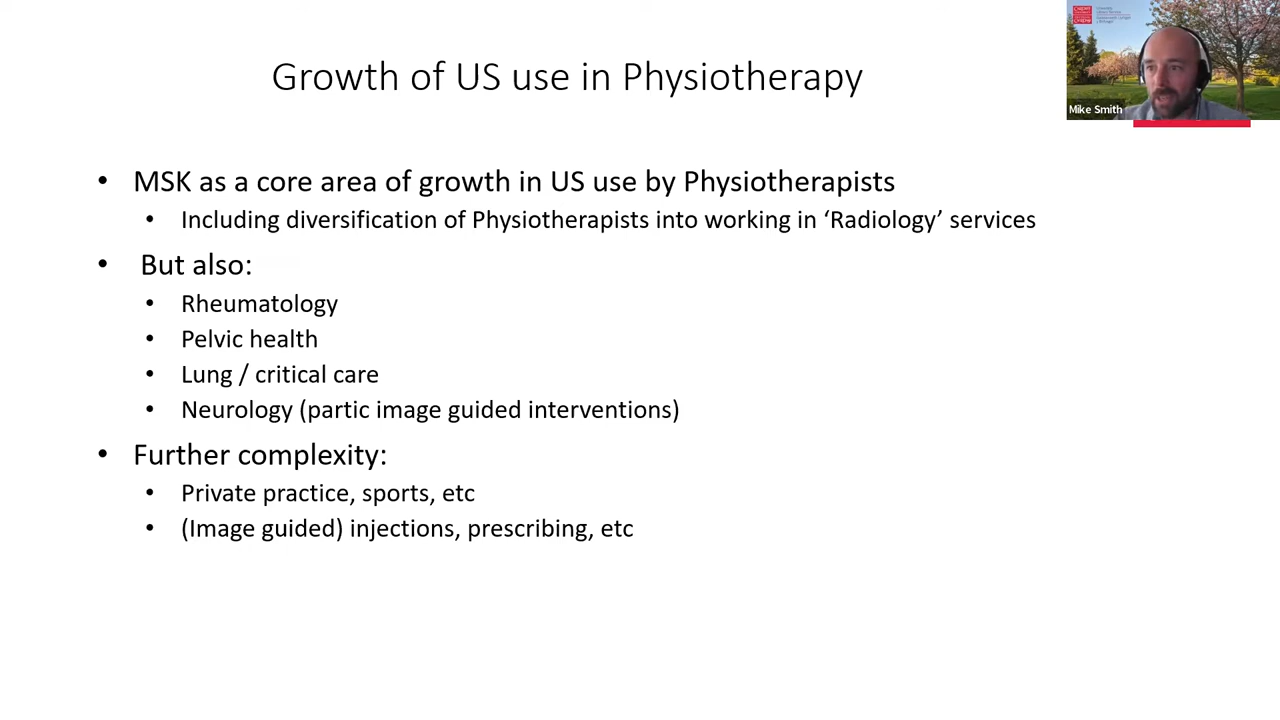 Growth of US use in Physiotherapy
CARDIFF
CAERDYDD
Mike Smith
• MSK as a core area of growth in US use by Physiotherapists
• Including diversification of Physiotherapists into working in ‘Radiology’ services
• But also:
• Rheumatology
• Pelvic health
• Lung / critical care
• Neurology (partic image guided interventions)
• Further complexity:
• Private practice, sports, etc
• (Image guided) injections, prescribing, etc